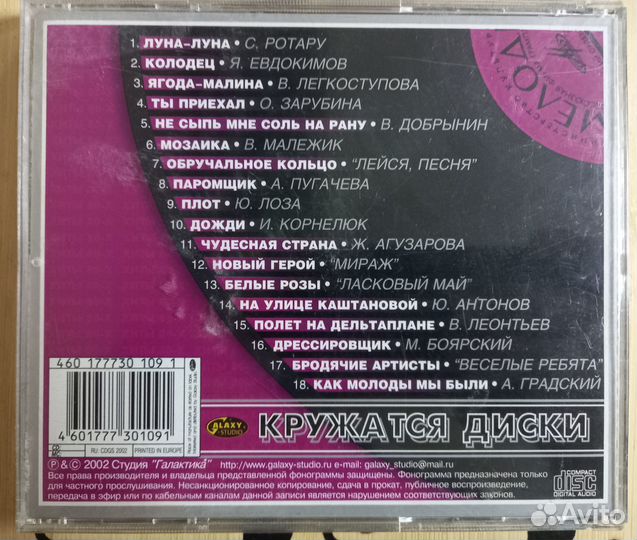 1. ЛУНА-ЛУНА • С. РОТАРУ
2. КОЛОДЕЦ • Я. ЕВДОКИМОВ
3. ЯГОДА-МАЛИНА • В. ЛЕГКОСТУПОВА
4. ТЫ ПРИЕХАЛ • О. ЗАРУБИНА
5. НЕ СЫПЬ МНЕ СОЛЬ НА РАНУ • В. ДОБРЫНИН
6. МОЗАИКА • В. МАЛЕЖИК
7. ОБРУЧАЛЬНОЕ КОЛЬЦО • "ЛЕЙСЯ, ПЕСНЯ"
8. ПАРОМЩИК • А. ПУГАЧЕВА
9. ПЛОТ • Ю. ЛОЗА
10. ДОЖДИ • И. КОРНЕЛЮК
11. ЧУДЕСНАЯ СТРАНА • Ж. АГУЗАРОВА
12. НОВЫЙ ГЕРОЙ • "МИРАЖ"
13. БЕЛЫЕ РОЗЫ • "ЛАСКОВЫЙ МАЙ"
14. НА УЛИЦЕ КАШТАНОВОЙ • Ю. АНТОНОВ
15. ПОЛЕТ НА ДЕЛЬТАПЛАНЕ • В. ЛЕОНТЬЕВ
16. ДРЕССИРОВЩИК • М. БОЯРСКИЙ
17. БРОДЯЧИЕ АРТИСТЫ • "ВЕСЕЛЫЕ РЕБЯТА"
18. КАК МОЛОДЫ МЫ БЫЛИ • А. ГРАДСКИЙ
МЕЛОД
460 177730 109 1
4 601777 301091
RU: CDGS 2002 PRINTED IN EUROPE
GALAXY STUDIO
КРУЖАТСЯ ДИСКИ
℗ & © 2002 Студия "Галактика" http://www.galaxy-studio.ru e-mail: galaxy_studio@mail.ru
Все права производителя и владельца представленной фонограммы защищены. Фонограмма предназначена только
для частного прослушивания. Несанкционированное копирование, сдача в прокат, публичное воспроизведение,
передача в эфир или по кабельным каналам данной записи является нарушением соответствующих законов.
COMPACT
disc
DIGITAL AUDIO
Avito